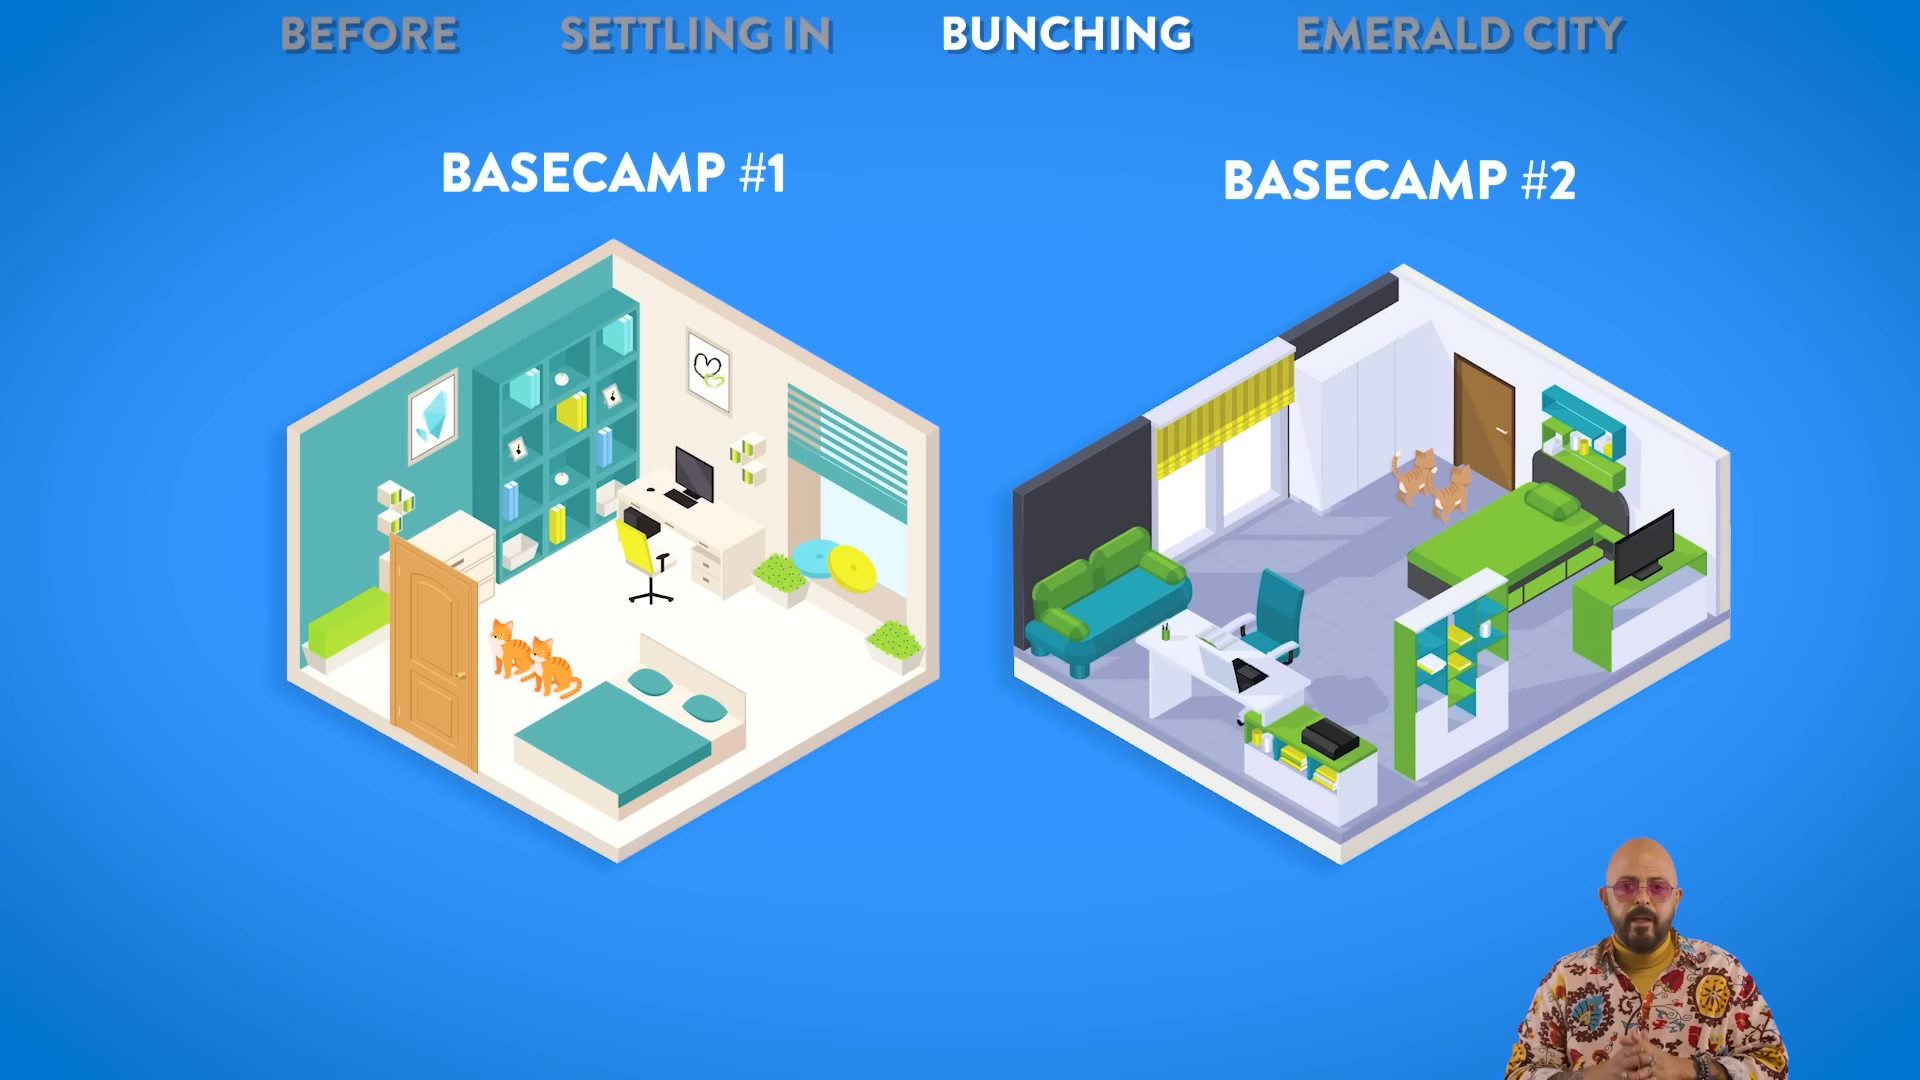 BEFORE
SETTLING IN
BUNCHING
EMERALD CITY
BASECAMP #1
BASECAMP #2